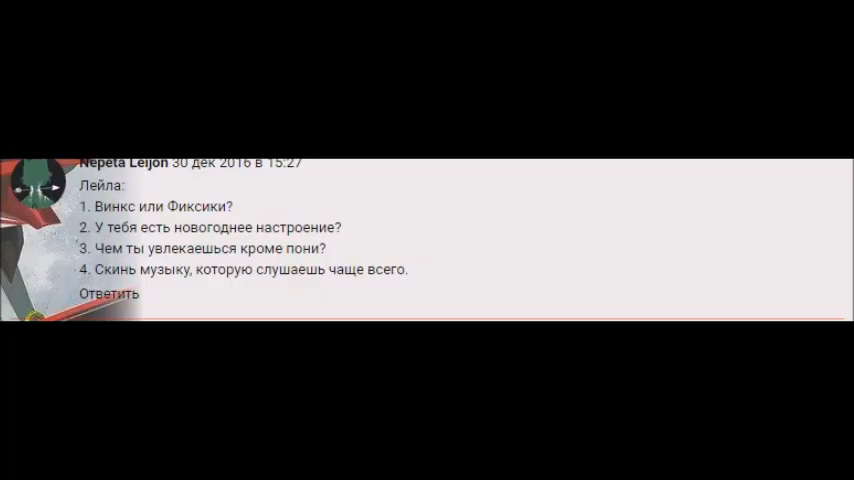 Nepeta Leijon 30 дек 2016 в 15:27
Лейла:
1. Винкс или Фиксики?
2. У тебя есть новогоднее настроение?
3. Чем ты увлекаешься кроме пони?
4. Скинь музыку, которую слушаешь чаще всего.
Ответить